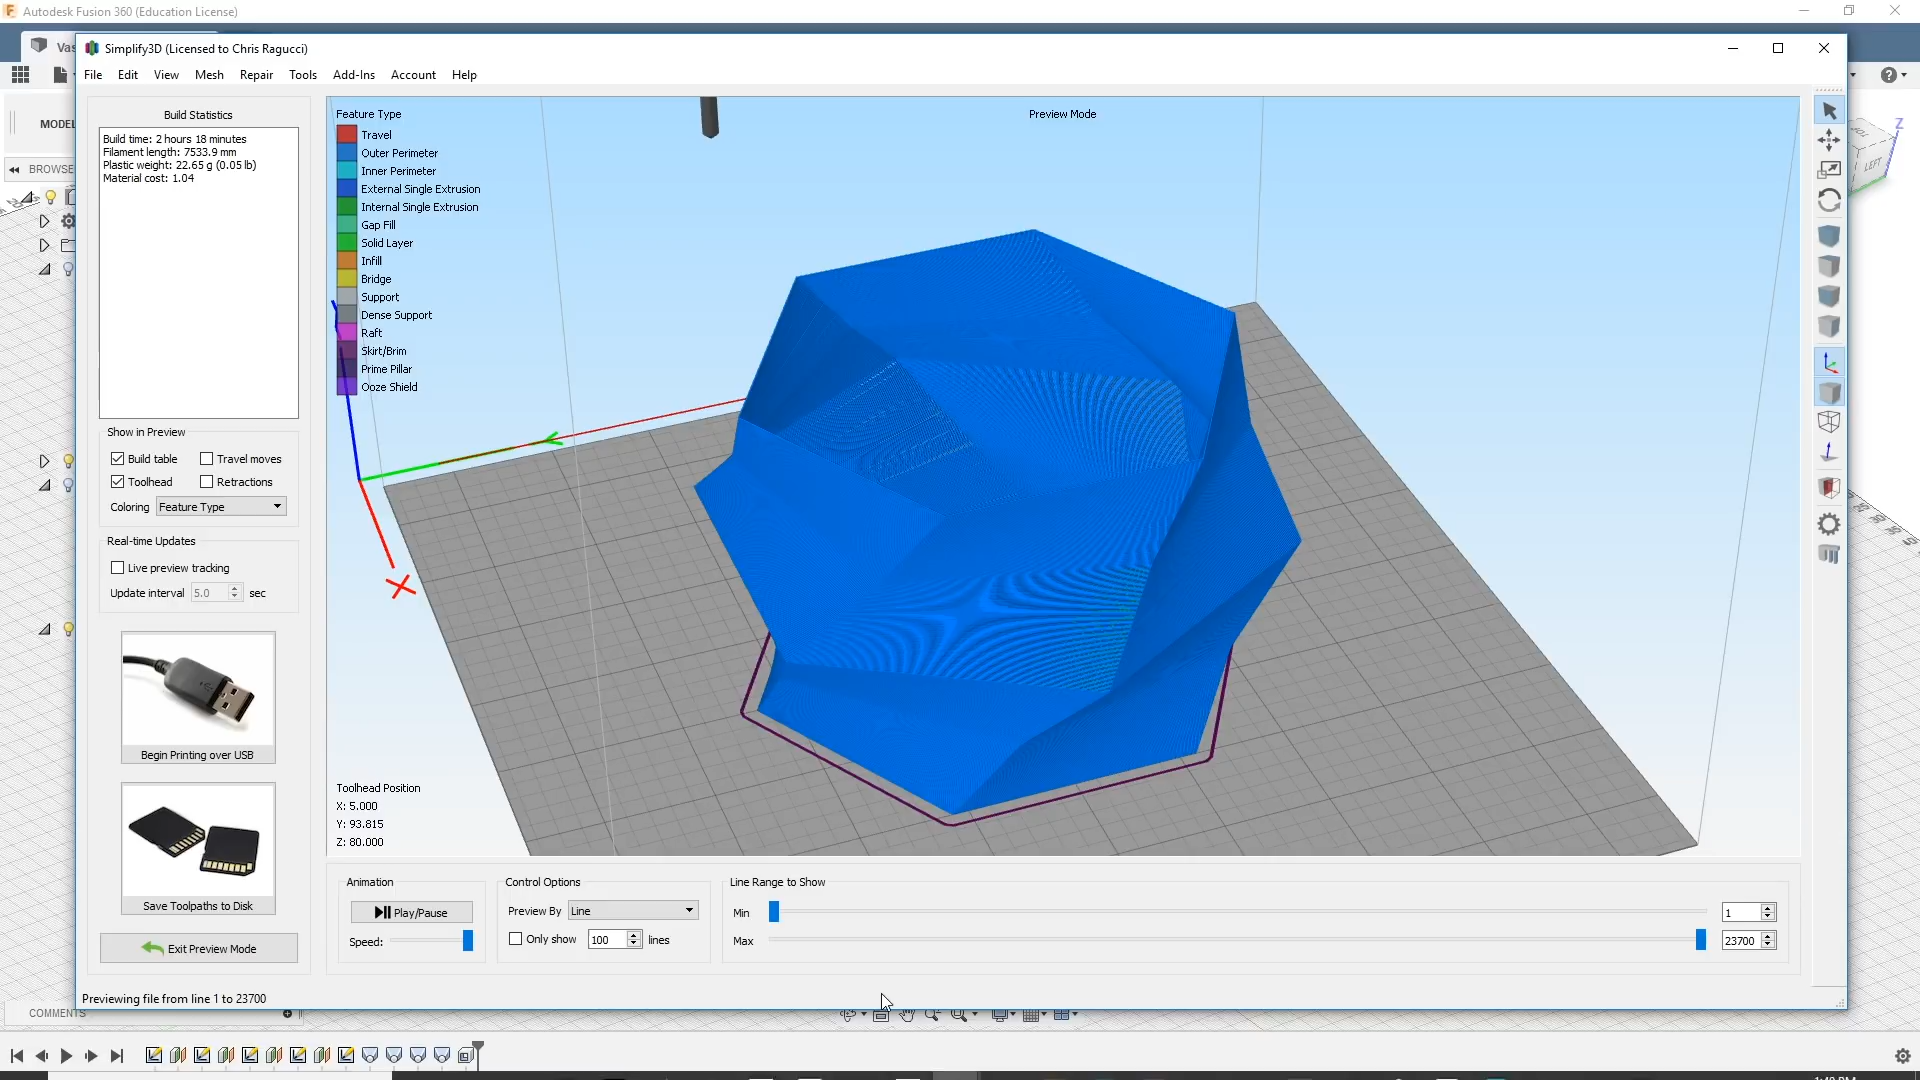 Autodesk Fusion 360 (Education License)
Vas
Simplify3D (Licensed to Chris Ragucci)
File Edit View Mesh Repair Tools Add-Ins Account Help
MODEL
BROWSE
COMMENTS
Build Statistics
Build time: 2 hours 18 minutes
Filament length: 7533.9 mm
Plastic weight: 22.65 g (0.05 lb)
Material cost: 1.04
Show in Preview
Build table Travel moves
Toolhead Retractions
Coloring Feature Type
Real-time Updates
Live preview tracking
Update interval 5.0 sec
Begin Printing over USB
Save Toolpaths to Disk
Exit Preview Mode
Feature Type
Travel
Outer Perimeter
Inner Perimeter
External Single Extrusion
Internal Single Extrusion
Gap Fill
Solid Layer
Infill
Bridge
Support
Dense Support
Raft
Skirt/Brim
Prime Pillar
Ooze Shield
Preview Mode
Toolhead Position
X: 5.000
Y: 93.815
Z: 80.000
Animation
Play/Pause
Speed:
Control Options
Preview By Line
Only show 100 lines
Line Range to Show
Min 1
Max 23700
Previewing file from line 1 to 23700
Z
TOP
LEFT